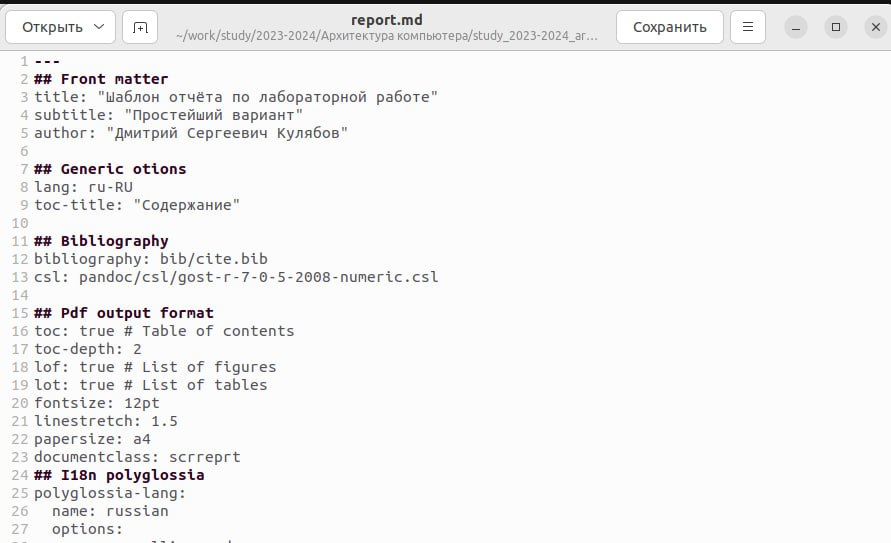 Открыть
report.md
~/work/study/2023-2024/Архитектура компьютера/study_2023-2024_ar...
Сохранить
1 ---
2 ## Front matter
3 title: "Шаблон отчёта по лабораторной работе"
4 subtitle: "Простейший вариант"
5 author: "Дмитрий Сергеевич Кулябов"
6
7 ## Generic otions
8 lang: ru-RU
9 toc-title: "Содержание"
10
11 ## Bibliography
12 bibliography: bib/cite.bib
13 csl: pandoc/csl/gost-r-7-0-5-2008-numeric.csl
14
15 ## Pdf output format
16 toc: true # Table of contents
17 toc-depth: 2
18 lof: true # List of figures
19 lot: true # List of tables
20 fontsize: 12pt
21 linestretch: 1.5
22 papersize: a4
23 documentclass: scrreprt
24 ## I18n polyglossia
25 polyglossia-lang:
26   name: russian
27   options: